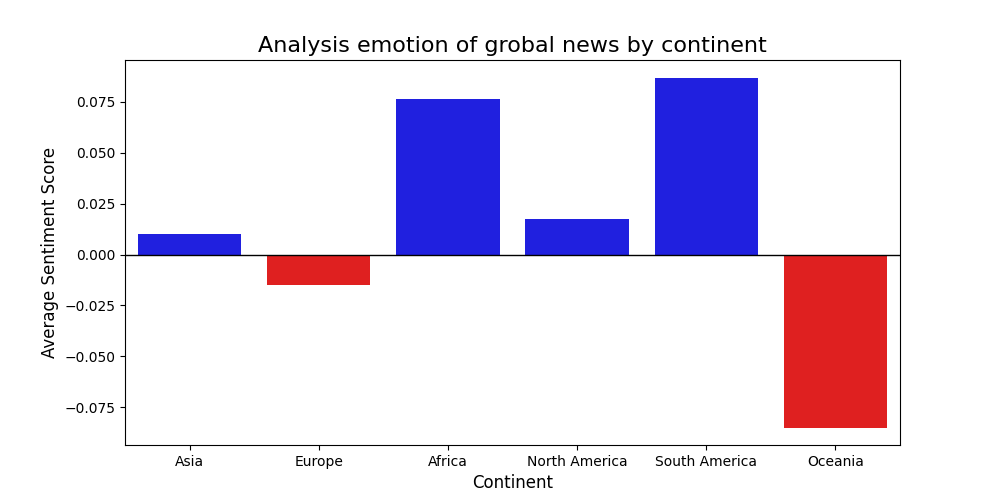 Analysis emotion of grobal news by continent
Average Sentiment Score
0.075
0.050
0.025
0.000
−0.025
−0.050
−0.075
Asia
Europe
Africa
North America
South America
Oceania
Continent